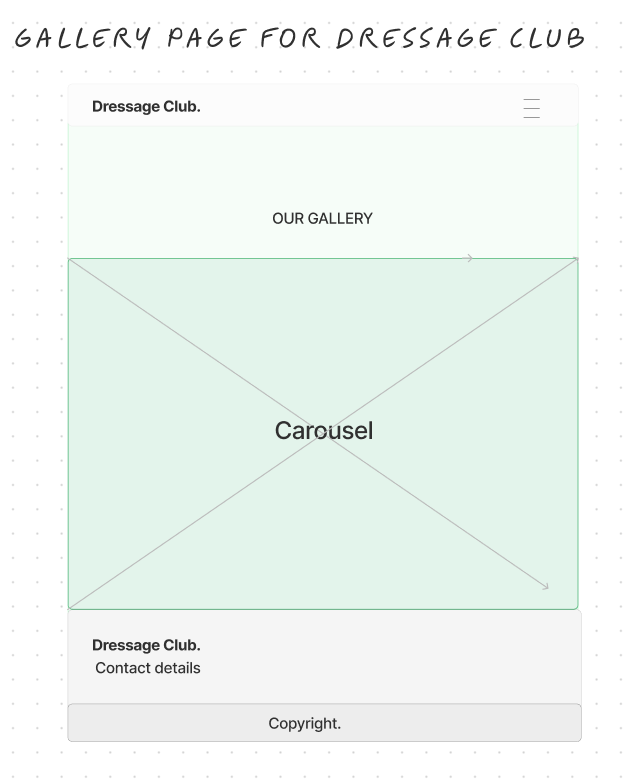 GALLERY PAGE FOR DRESSAGE CLUB
Dressage Club.
OUR GALLERY
Carousel
Dressage Club.
Contact details
Copyright.